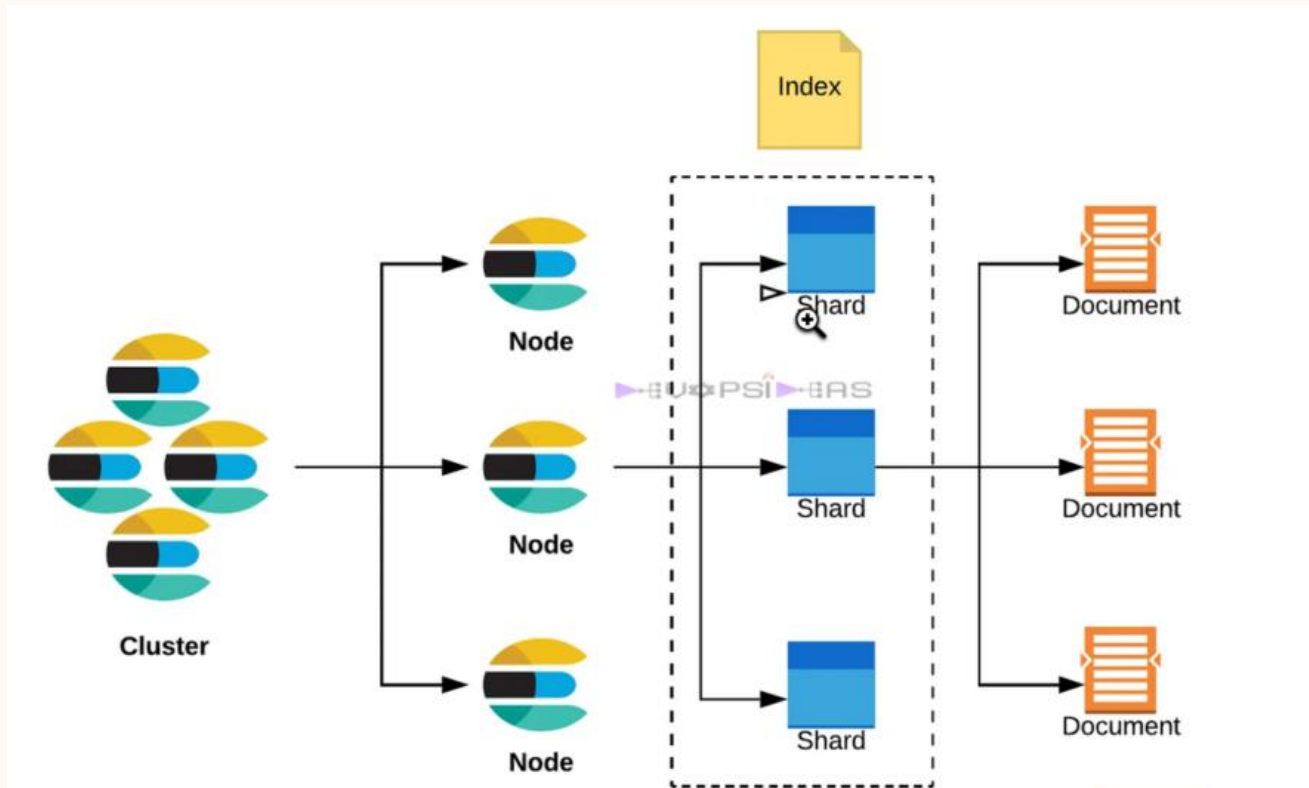 Index
Shard
Document
Node
Shard
Document
Node
Cluster
Shard
Document
Node